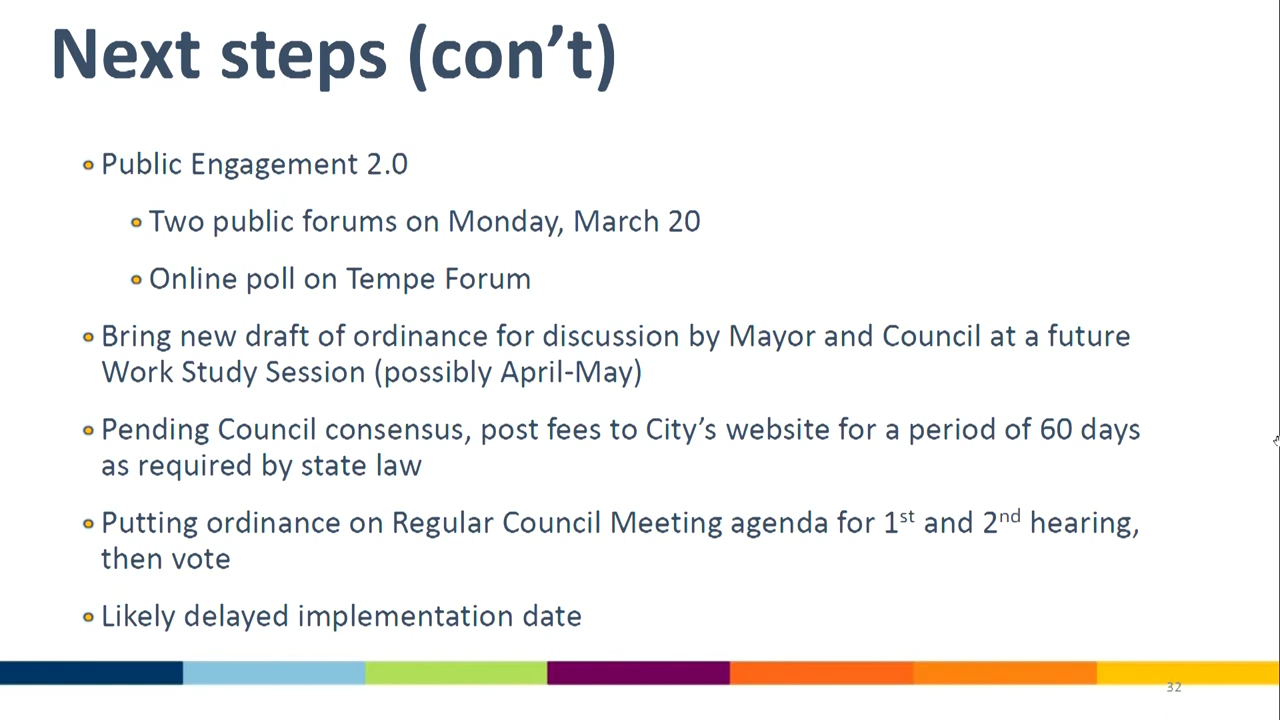 Next steps (con’t)
Public Engagement 2.0
Two public forums on Monday, March 20
Online poll on Tempe Forum
Bring new draft of ordinance for discussion by Mayor and Council at a future
Work Study Session (possibly April-May)
Pending Council consensus, post fees to City’s website for a period of 60 days
as required by state law
Putting ordinance on Regular Council Meeting agenda for 1st and 2nd hearing,
then vote
Likely delayed implementation date
32